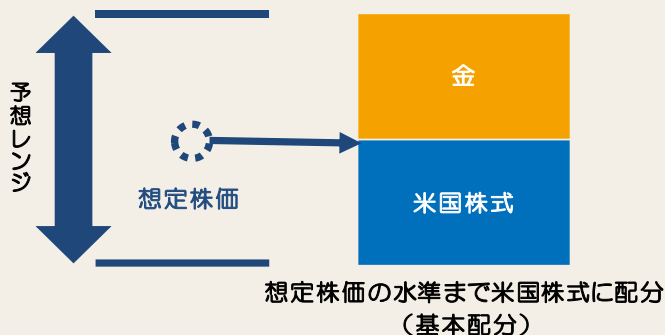 予想レンジ
金
想定株価
米国株式
想定株価の水準まで米国株式に配分
（基本配分）